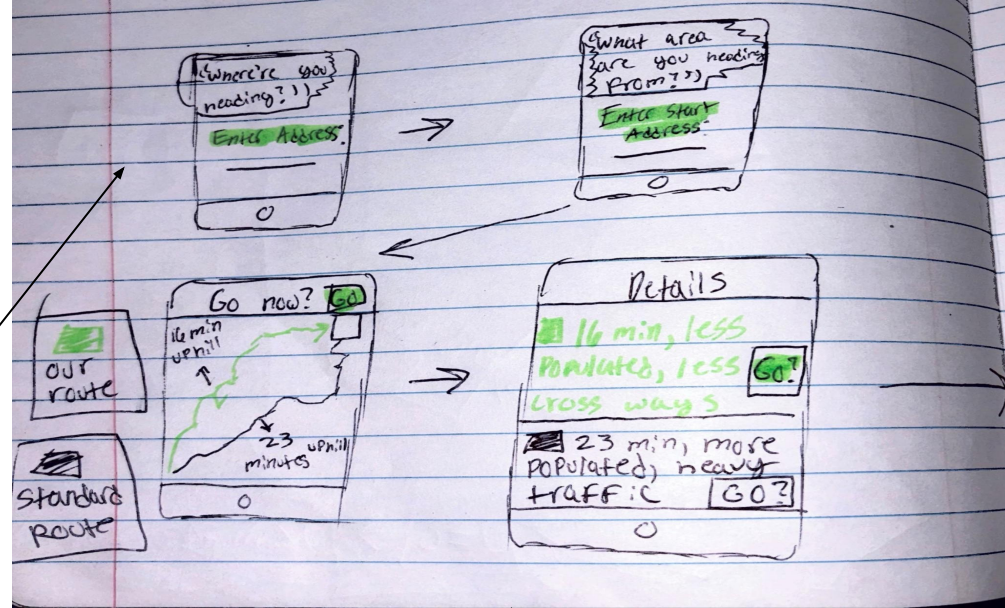 "Where're you
heading?"
Enter Address.
"What area
are you heading
from?"
Enter Start
Address.
our
route
Standard
Route
Go now? Go
16 min
uphill
23 uphill
minutes
Details
16 min, less
Populated, less
cross ways
Go?
23 min, more
populated, heavy
traffic
GO?